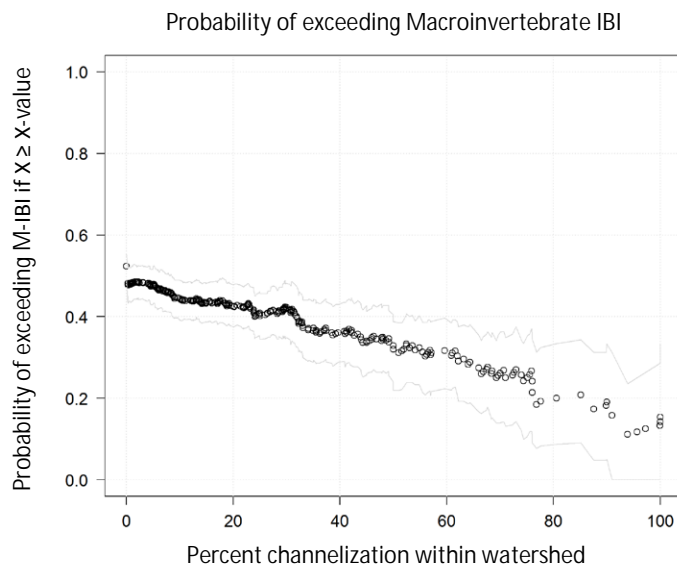 Probability of exceeding Macroinvertebrate IBI
Probability of exceeding M-IBI if X ≥ X-value
1.0
0.8
0.6
0.4
0.2
0.0
0 20 40 60 80 100
Percent channelization within watershed